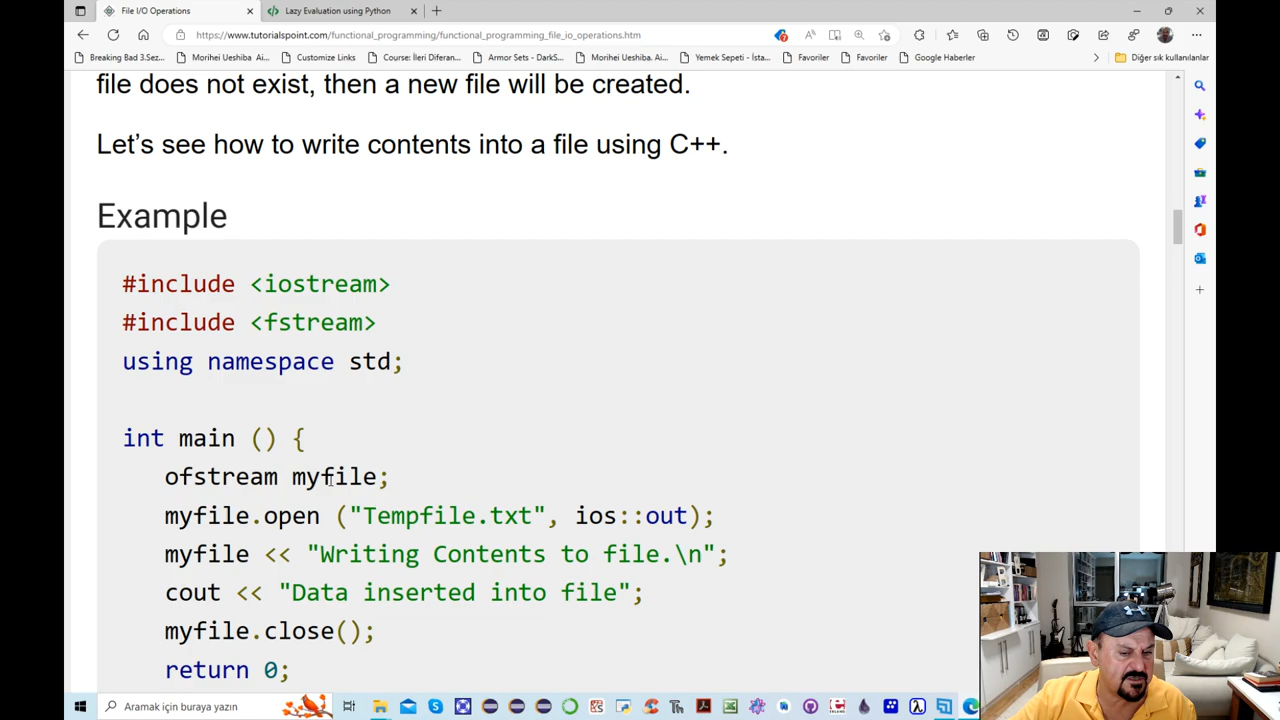 File I/O Operations
Lazy Evaluation using Python
https://www.tutorialspoint.com/functional_programming/functional_programming_file_io_operations.htm
Breaking Bad 3.Sez...
Morihei Ueshiba. Ai...
Customize Links
Course: İleri Diferan...
Armor Sets - DarkS...
Morihei Ueshiba. Ai...
Yemek Sepeti - İsta...
Favoriler
Favoriler
Google Haberler
Diğer sık kullanılanlar
file does not exist, then a new file will be created.
Let’s see how to write contents into a file using C++.
Example
#include <iostream>
#include <fstream>
using namespace std;
int main () {
ofstream myfile;
myfile.open ("Tempfile.txt", ios::out);
myfile << "Writing Contents to file.\n";
cout << "Data inserted into file";
myfile.close();
return 0;
Aramak için buraya yazın